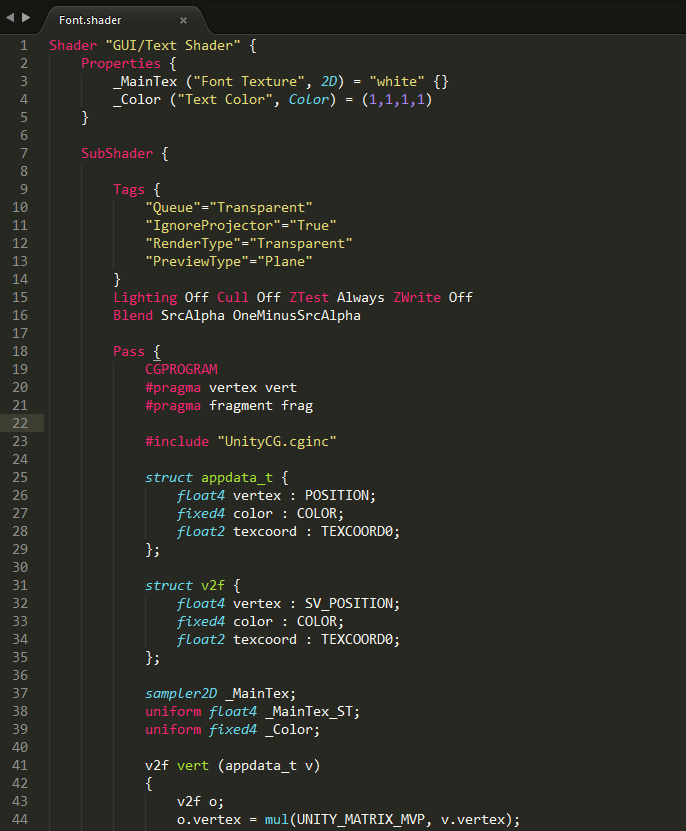 Font.shader ×
1 Shader "GUI/Text Shader" {
2     Properties {
3         _MainTex ("Font Texture", 2D) = "white" {}
4         _Color ("Text Color", Color) = (1,1,1,1)
5     }
6
7     SubShader {
8
9         Tags {
10             "Queue"="Transparent"
11             "IgnoreProjector"="True"
12             "RenderType"="Transparent"
13             "PreviewType"="Plane"
14         }
15         Lighting Off Cull Off ZTest Always ZWrite Off
16         Blend SrcAlpha OneMinusSrcAlpha
17
18         Pass {
19             CGPROGRAM
20             #pragma vertex vert
21             #pragma fragment frag
22
23             #include "UnityCG.cginc"
24
25             struct appdata_t {
26                 float4 vertex : POSITION;
27                 fixed4 color : COLOR;
28                 float2 texcoord : TEXCOORD0;
29             };
30
31             struct v2f {
32                 float4 vertex : SV_POSITION;
33                 fixed4 color : COLOR;
34                 float2 texcoord : TEXCOORD0;
35             };
36
37             sampler2D _MainTex;
38             uniform float4 _MainTex_ST;
39             uniform fixed4 _Color;
40
41             v2f vert (appdata_t v)
42             {
43                 v2f o;
44                 o.vertex = mul(UNITY_MATRIX_MVP, v.vertex);